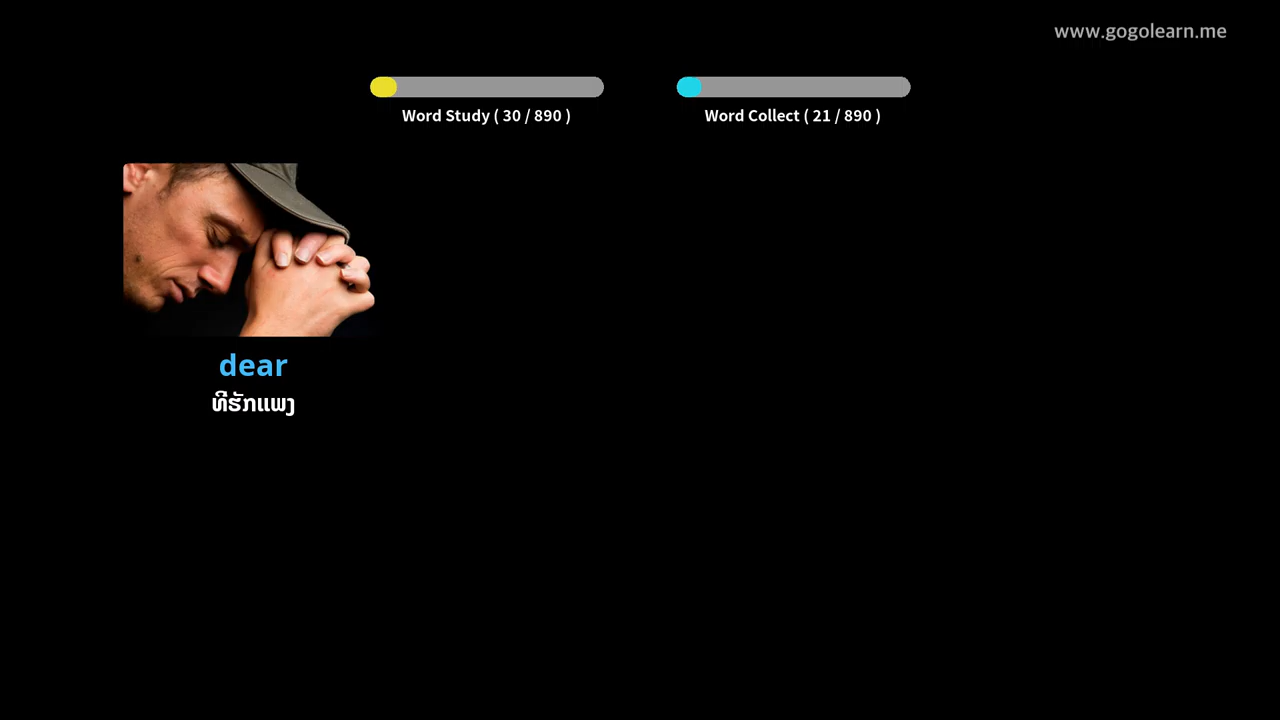 www.gogolearn.me
Word Study ( 30 / 890 )
Word Collect ( 21 / 890 )
dear
ທີຮັກແພງ